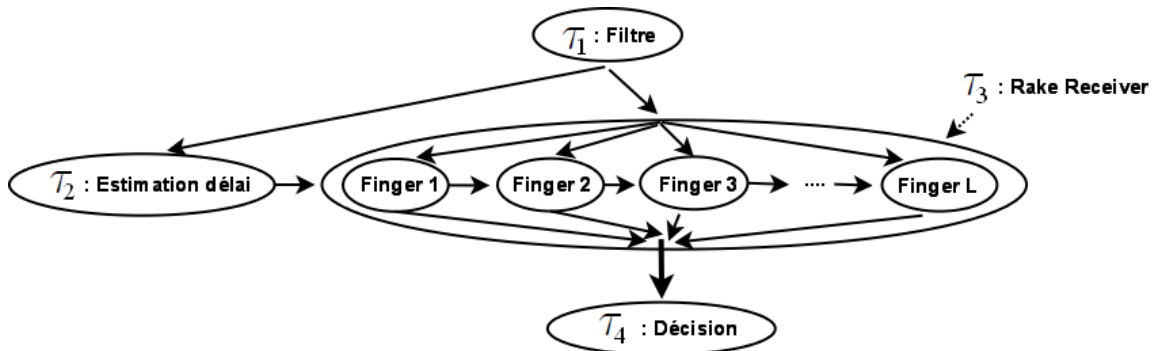 τ1 : Filtre
τ3 : Rake Receiver
τ2 : Estimation délai
Finger 1
Finger 2
Finger 3
....
Finger L
τ4 : Décision